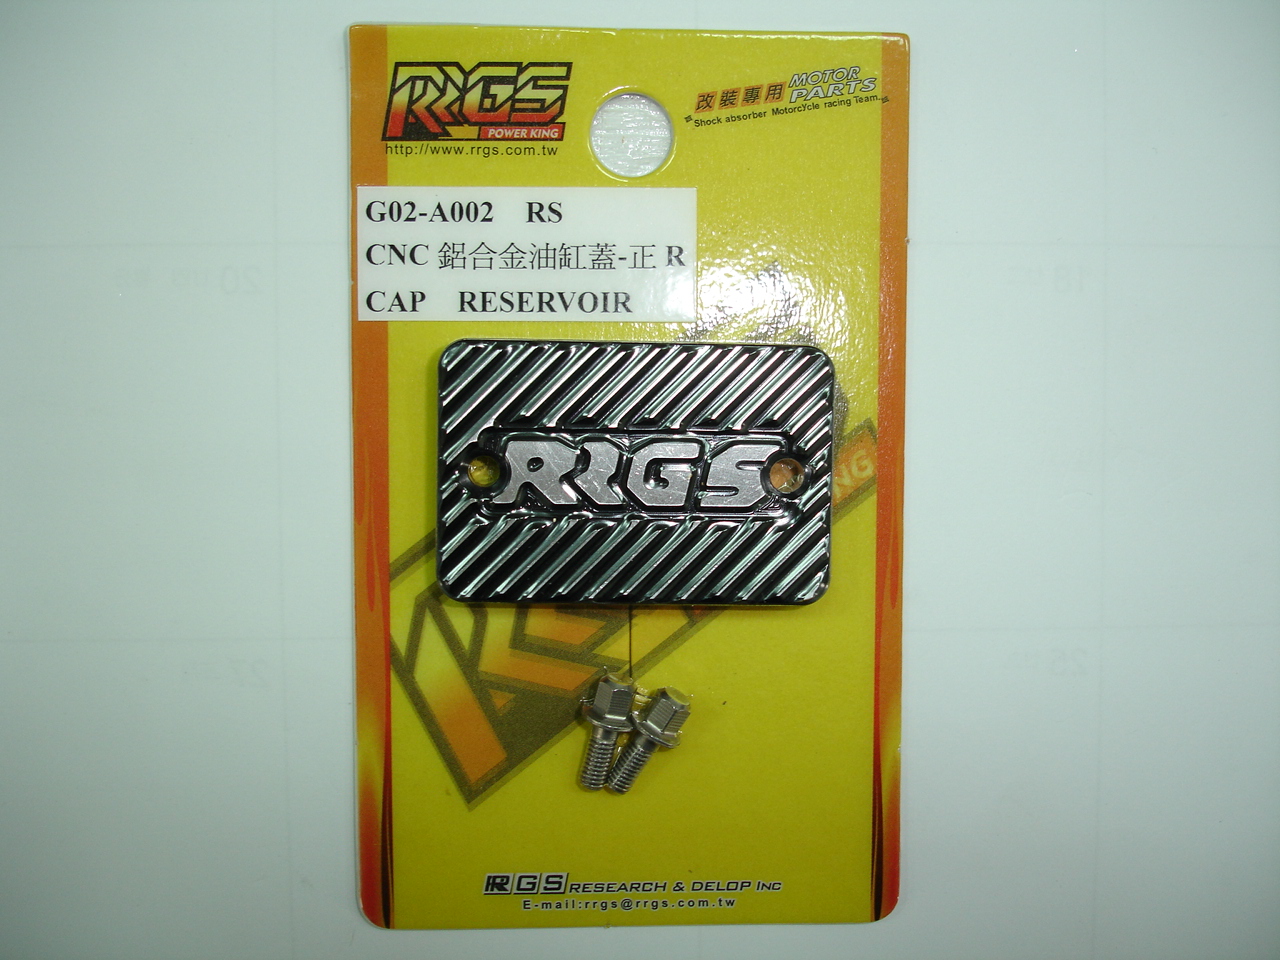 RRGS
POWER KING
http://www.rrgs.com.tw
改裝專用 MOTOR PARTS
Shock absorber MotorCycle racing Team.
G02-A002 RS
CNC 鋁合金油缸蓋-正 R
CAP RESERVOIR
RRGS
NG
RRGS RESEARCH & DELOP INC
E-mail:rrgs@rrgs.com.tw